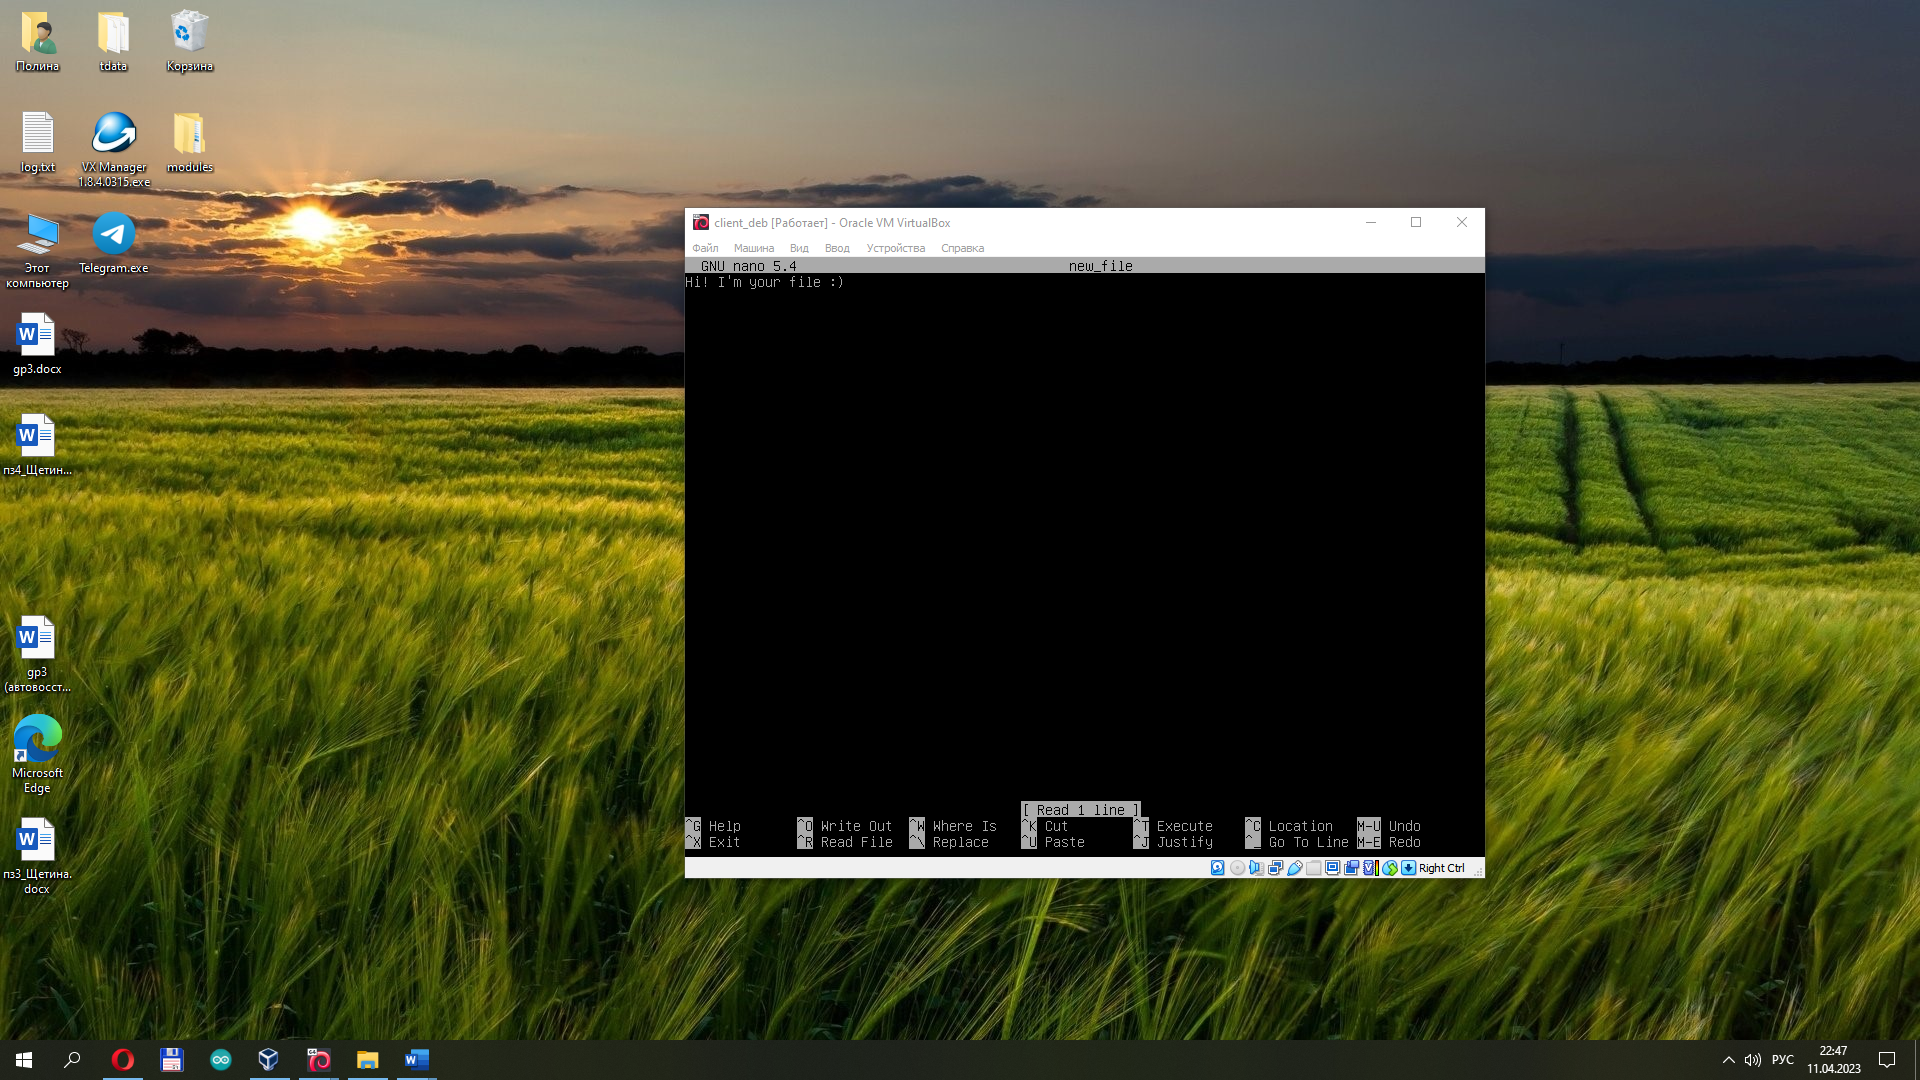 Полина
tdata
Корзина
log.txt
VX Manager
1.8.4.0315.exe
modules
Этот
компьютер
Telegram.exe
gp3.docx
пз4_Щетин...
gp3
(автовосст...
Microsoft
Edge
пз3_Щетина.
docx
client_deb [Работает] - Oracle VM VirtualBox
Файл Машина Вид Ввод Устройства Справка
GNU nano 5.4 new_file
Hi! I'm your file :)
[ Read 1 line ]
^G Help ^O Write Out ^W Where Is ^K Cut ^T Execute ^C Location M-U Undo
^X Exit ^R Read File ^\ Replace ^U Paste ^J Justify ^_ Go To Line M-E Redo
Right Ctrl
РУС
22:47
11.04.2023